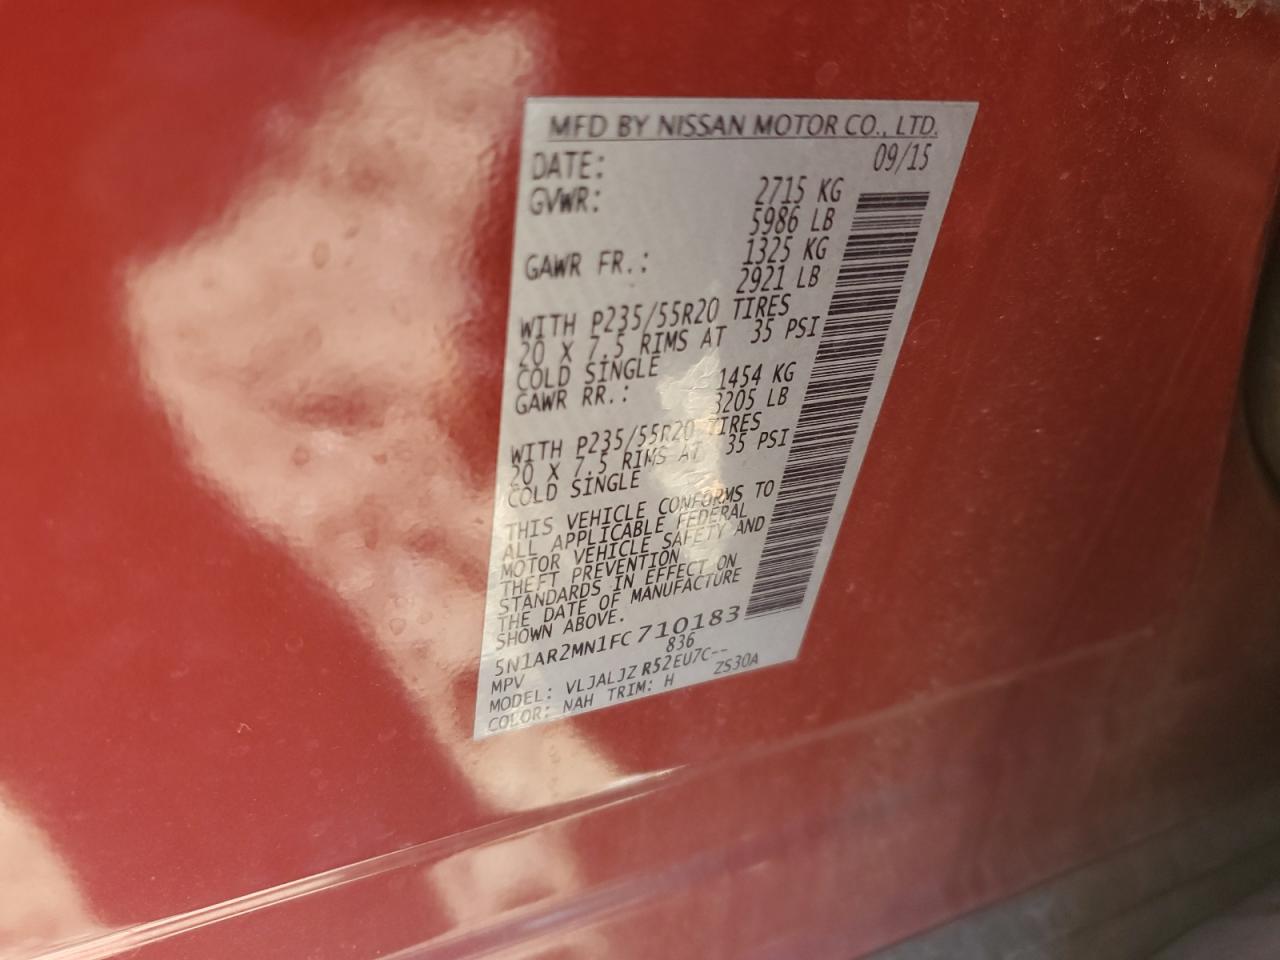 MFD BY NISSAN MOTOR CO., LTD.
DATE: 09/15
GVWR: 2715 KG
5986 LB
GAWR FR.: 1325 KG
2921 LB
WITH P235/55R20 TIRES
20 X 7.5 RIMS AT 35 PSI
COLD SINGLE
GAWR RR.: 1454 KG
3205 LB
WITH P235/55R20 TIRES
20 X 7.5 RIMS AT 35 PSI
COLD SINGLE
THIS VEHICLE CONFORMS TO
ALL APPLICABLE FEDERAL
MOTOR VEHICLE SAFETY AND
THEFT PREVENTION
STANDARDS IN EFFECT ON
THE DATE OF MANUFACTURE
SHOWN ABOVE.
5N1AR2MN1FC710183
MPV 836
MODEL: VLJALJZ R52EU7C--
COLOR: NAH TRIM: H ZS30A